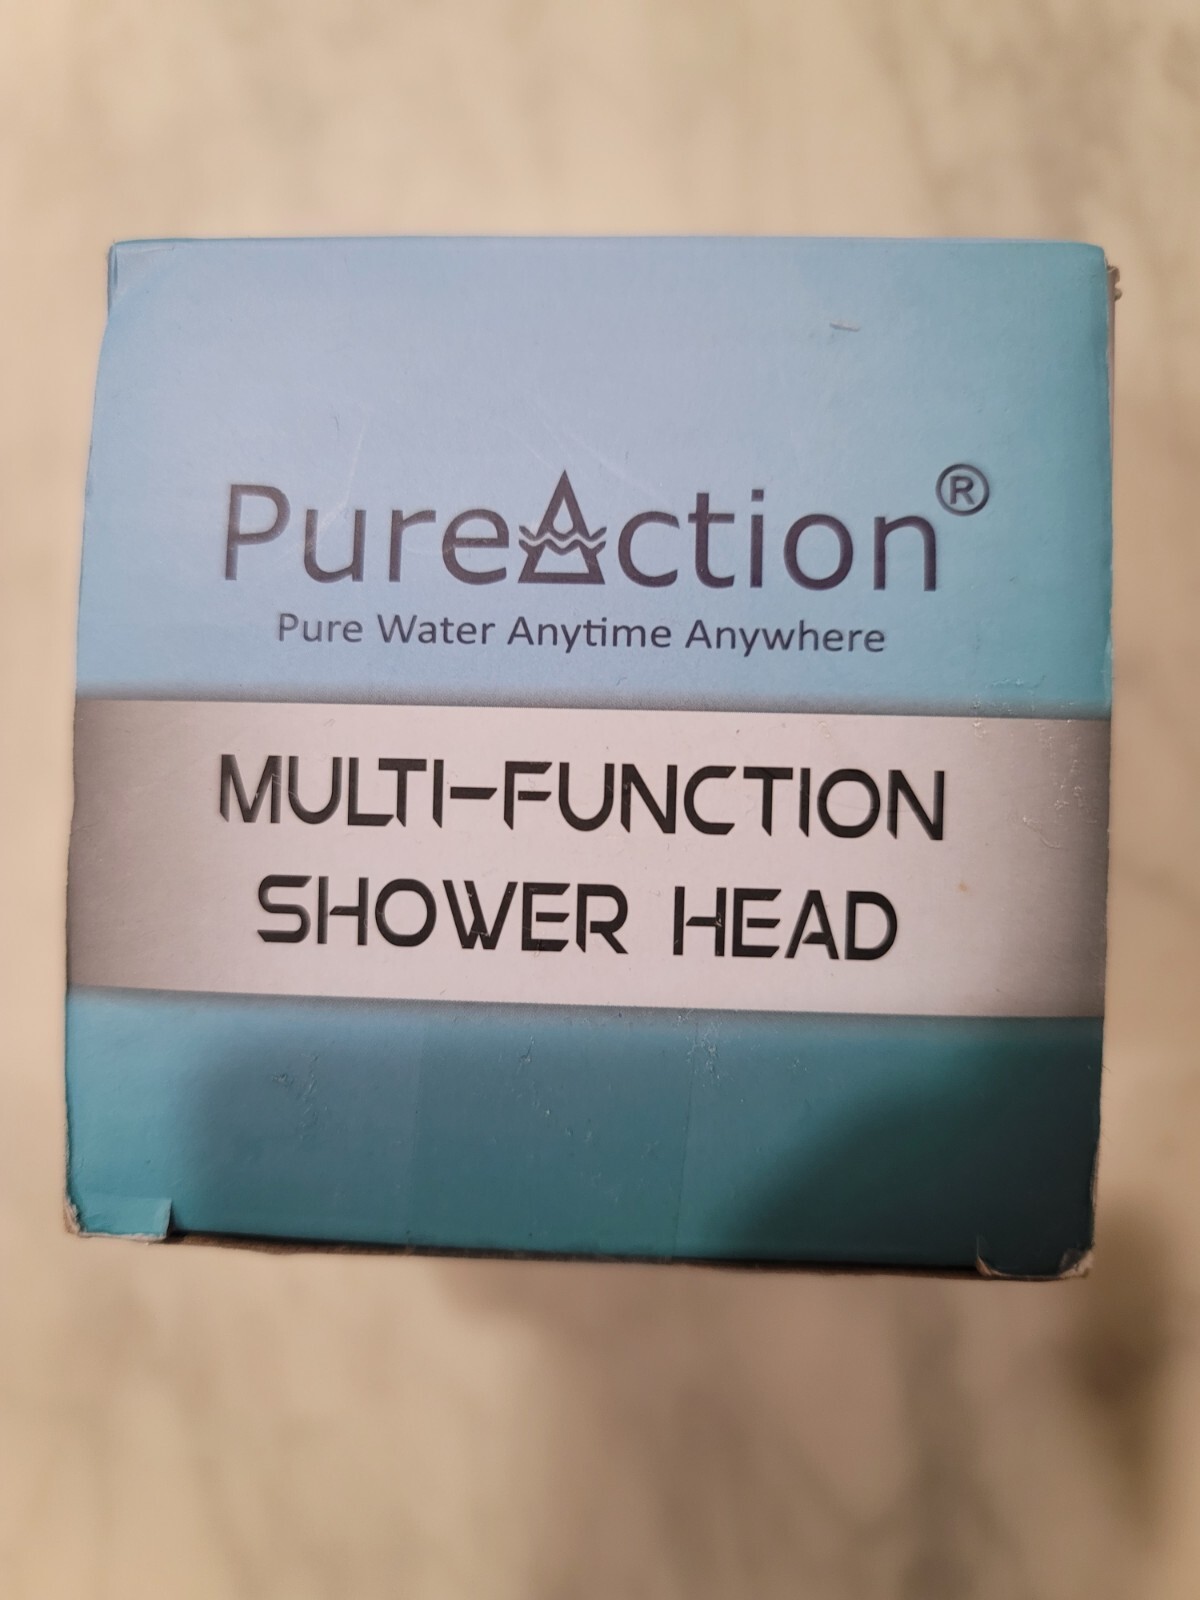 PureAction®
Pure Water Anytime Anywhere
MULTI-FUNCTION
SHOWER HEAD